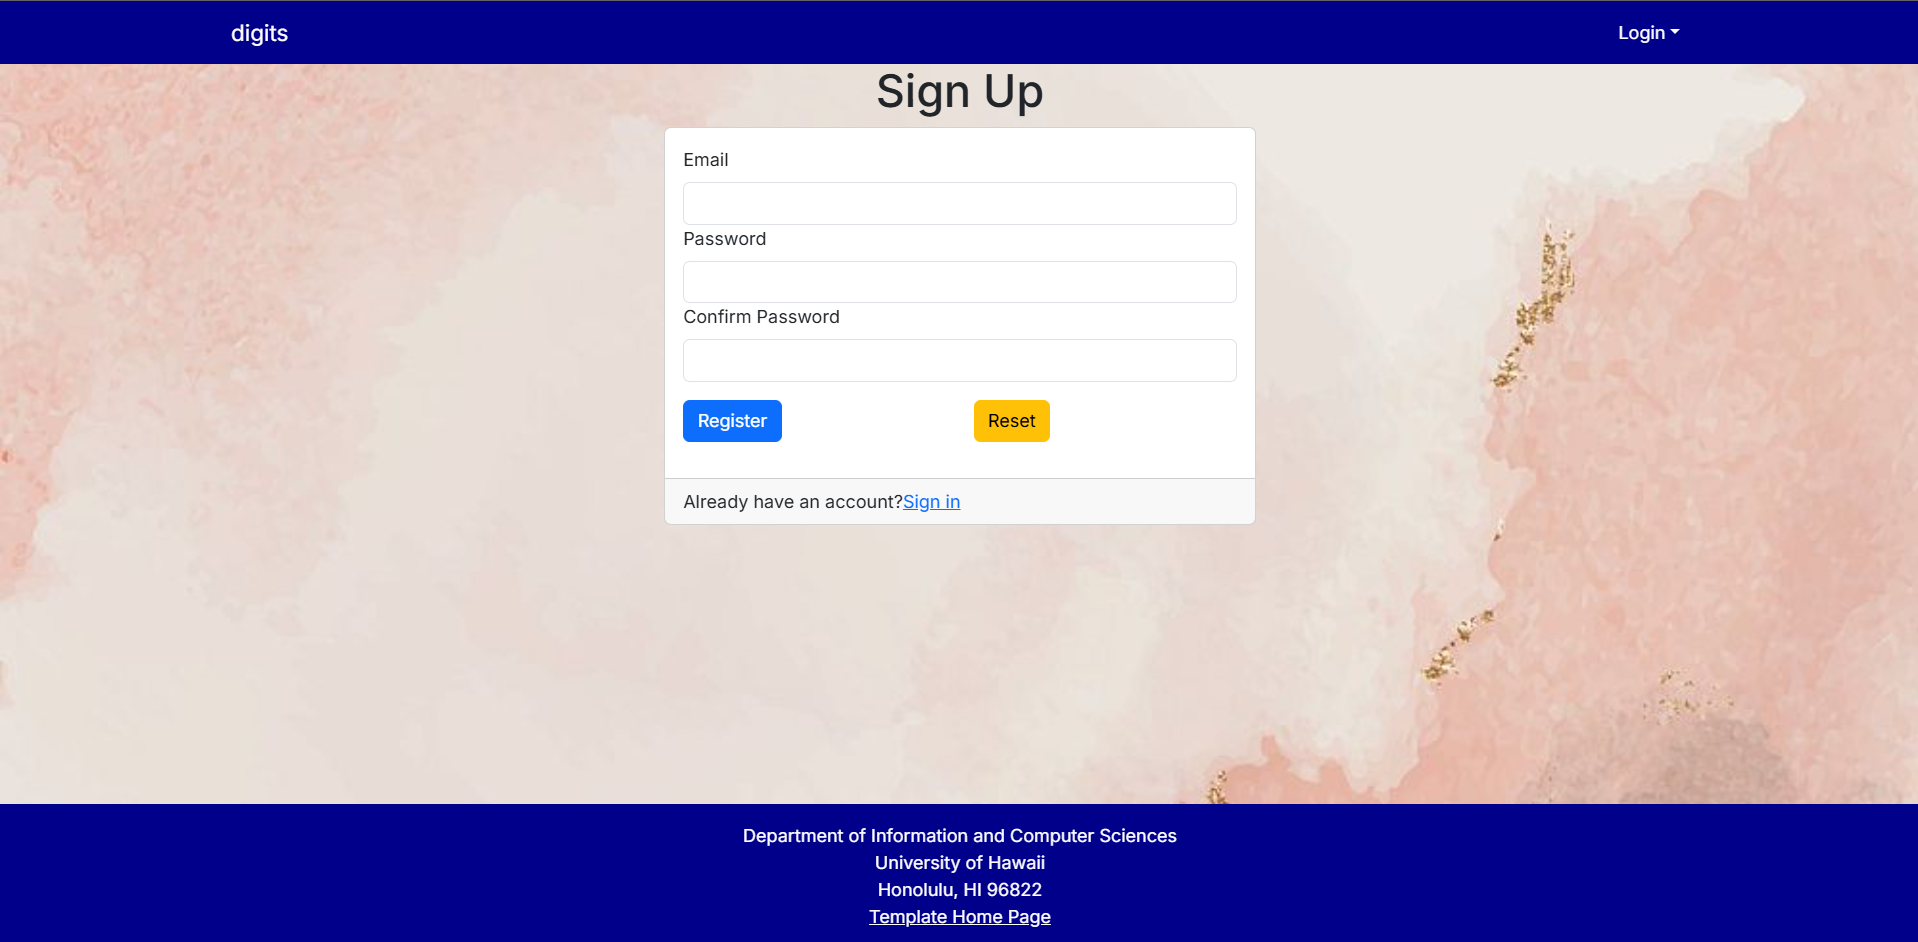 digits
Login
Sign Up
Email
Password
Confirm Password
Register
Reset
Already have an account?Sign in
Department of Information and Computer Sciences
University of Hawaii
Honolulu, HI 96822
Template Home Page